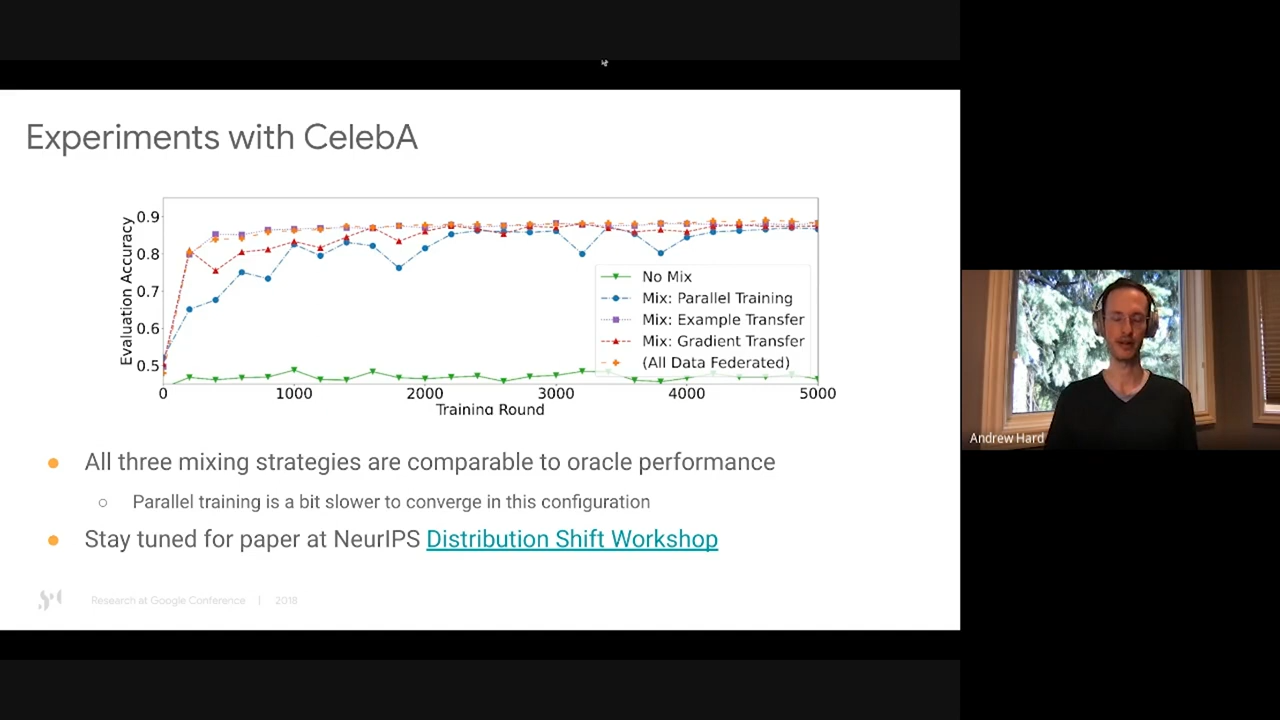 Experiments with CelebA
Evaluation Accuracy
0.9
0.8
0.7
0.6
0.5
No Mix
Mix: Parallel Training
Mix: Example Transfer
Mix: Gradient Transfer
(All Data Federated)
0 1000 2000 3000 4000 5000
Training Round
● All three mixing strategies are comparable to oracle performance
○ Parallel training is a bit slower to converge in this configuration
● Stay tuned for paper at NeurIPS Distribution Shift Workshop
Research at Google Conference | 2018
Andrew Hard